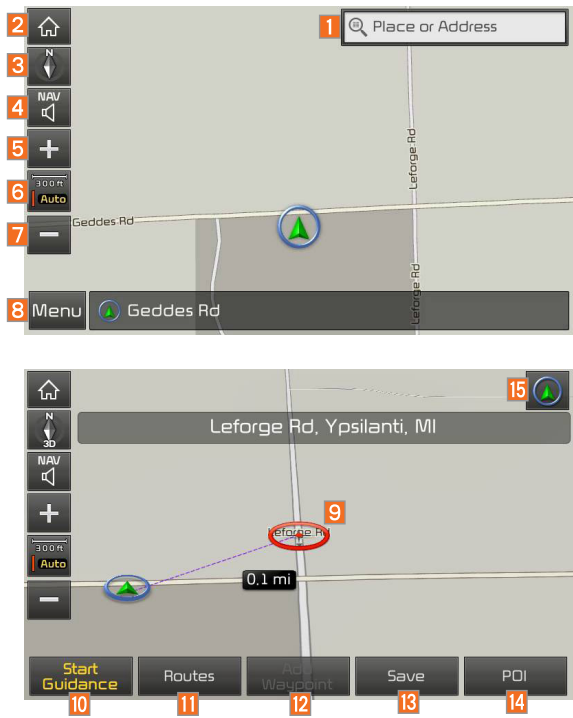 1 Place or Address
2
3 N
4 NAV
5 +
6 300 ft
Auto
7 −
8 Menu
Geddes Rd
Leforge Rd
Leforge Rd
Geddes Rd
15
N
3D
Leforge Rd, Ypsilanti, MI
NAV
+
9
Leforge Rd
300 ft
Auto
0.1 mi
−
Start
Guidance
Routes
Add
Waypoint
Save
POI
10
11
12
13
14